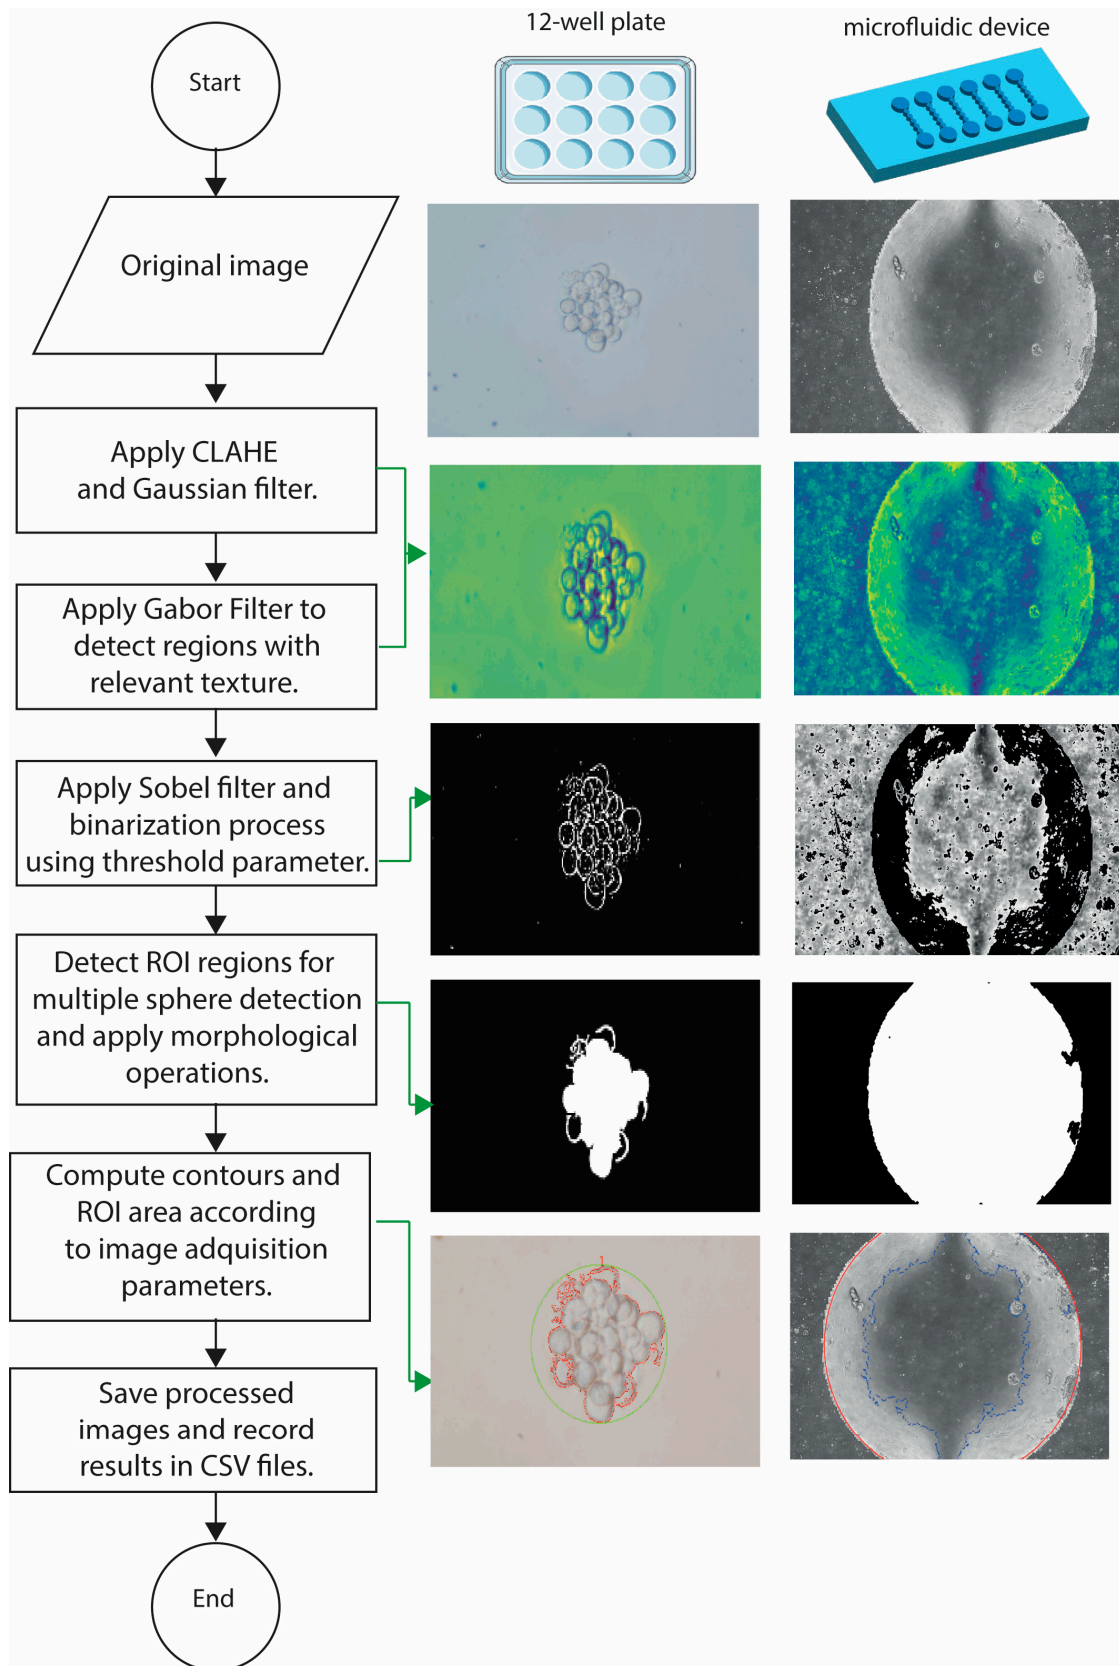 12-well plate
microfluidic device
Start
Original image
Apply CLAHE
and Gaussian filter.
Apply Gabor Filter to
detect regions with
relevant texture.
Apply Sobel filter and
binarization process
using threshold parameter.
Detect ROI regions for
multiple sphere detection
and apply morphological
operations.
Compute contours and
ROI area according
to image adquisition
parameters.
Save processed
images and record
results in CSV files.
End